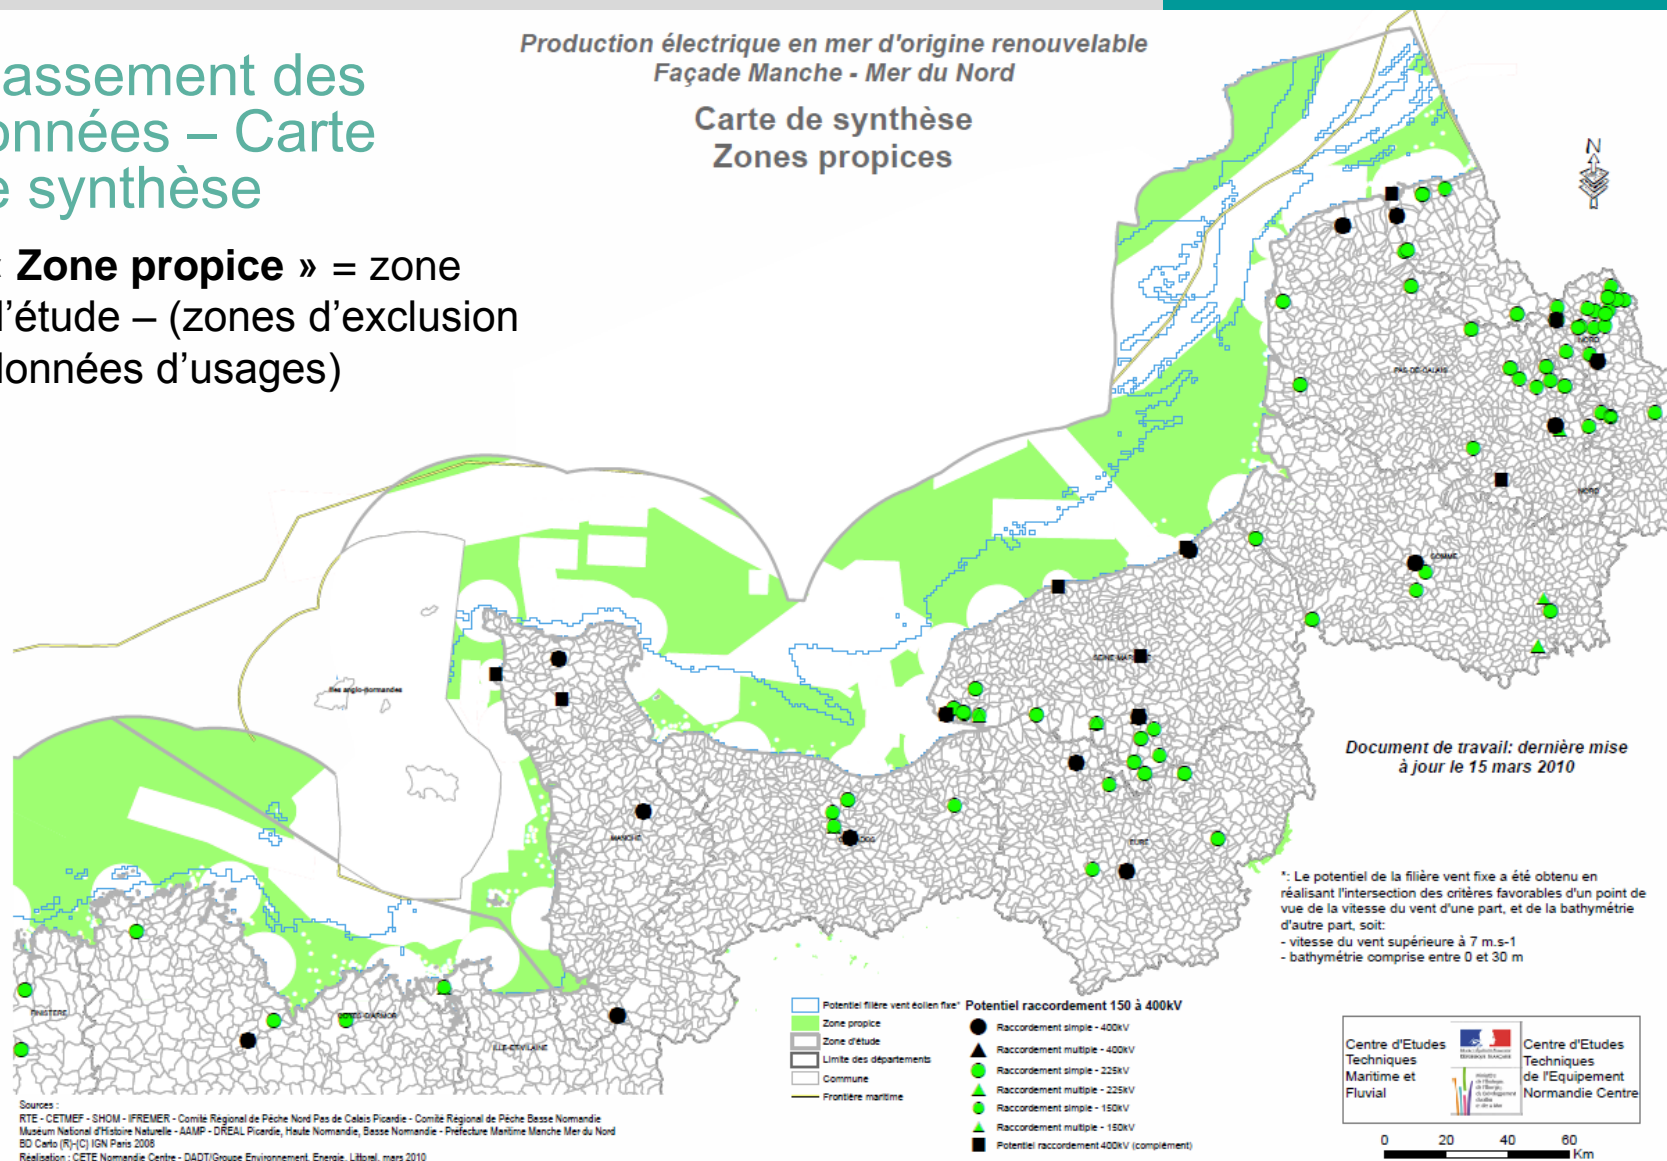 assement des
onnées – Carte
e synthèse
« Zone propice » = zone
l’étude – (zones d’exclusion
données d’usages)
Production électrique en mer d'origine renouvelable
Façade Manche - Mer du Nord
Carte de synthèse
Zones propices
N
NORD
PAS-DE-CALAIS
NORD
SOMME
SEINE-MAR
Iles anglo-normandes
MANCHE
EURE
FINISTERE
COTES-D'ARMOR
ILLE-ET-VILAINE
Document de travail: dernière mise
à jour le 15 mars 2010
*: Le potentiel de la filière vent fixe a été obtenu en
réalisant l'intersection des critères favorables d'un point de
vue de la vitesse du vent d'une part, et de la bathymétrie
d'autre part, soit:
- vitesse du vent supérieure à 7 m.s-1
- bathymétrie comprise entre 0 et 30 m
Potentiel filière vent éolien fixe*
Zone propice
Zone d'étude
Limite des départements
Commune
Frontière maritime
Potentiel raccordement 150 à 400kV
Raccordement simple - 400kV
Raccordement multiple - 400kV
Raccordement simple - 225kV
Raccordement multiple - 225kV
Raccordement simple - 150kV
Raccordement multiple - 150kV
Potentiel raccordement 400kV (complément)
Centre d'Etudes
Techniques
Maritime et
Fluvial
Centre d'Etudes
Techniques
de l'Equipement
Normandie Centre
0 20 40 60
Km
Sources :
RTE - CETMEF - SHOM - IFREMER - Comité Régional de Pêche Nord Pas de Calais Picardie - Comité Régional de Pêche Basse Normandie
Muséum National d'Histoire Naturelle - AAMP - DREAL Picardie, Haute Normandie, Basse Normandie - Préfecture Maritime Manche Mer du Nord
BD Carto (R)-(C) IGN Paris 2008
Réalisation : CETE Normandie Centre - DADT/Groupe Environnement, Energie, Littoral, mars 2010